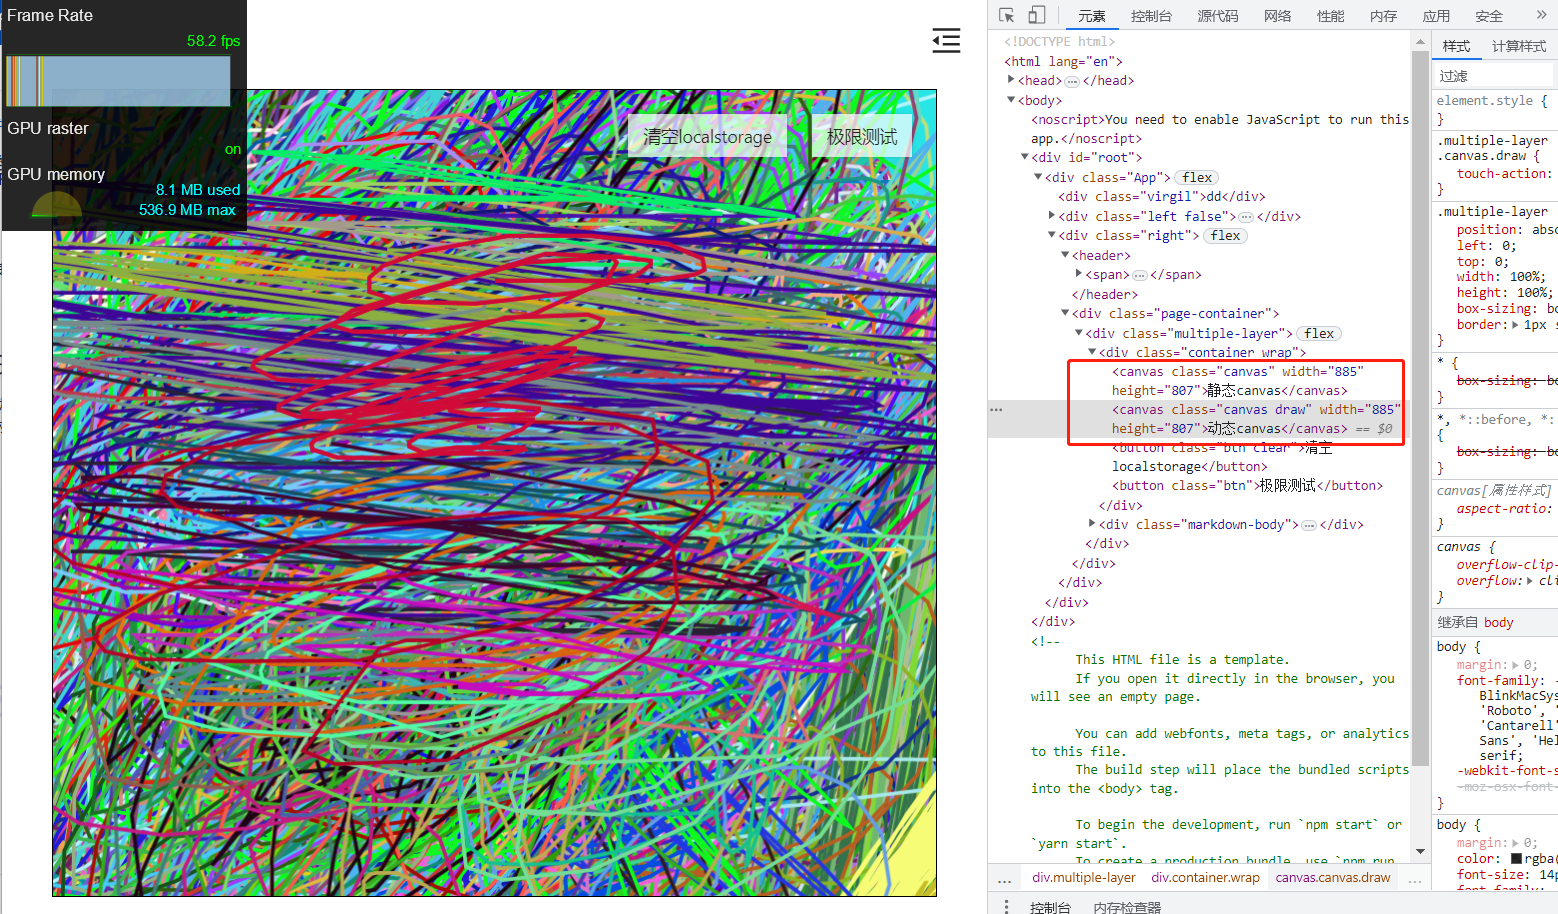 Frame Rate
58.2 fps
GPU raster
on
GPU memory
8.1 MB used
536.9 MB max
清空localstorage
极限测试
元素
控制台
源代码
网络
性能
内存
应用
安全
»
<!DOCTYPE html>
<html lang="en">
<head> … </head>
<body>
<noscript>You need to enable JavaScript to run this
app.</noscript>
<div id="root">
<div class="App"> flex
<div class="virgil">dd</div>
<div class="left false"> … </div>
<div class="right"> flex
<header>
<span> … </span>
</header>
<div class="page-container">
<div class="multiple-layer"> flex
<div class="container wrap">
<canvas class="canvas" width="885"
height="807">静态canvas</canvas>
<canvas class="canvas draw" width="885"
height="807">动态canvas</canvas> == $0
<button class="btn clear">清空
localstorage</button>
<button class="btn">极限测试</button>
</div>
<div class="markdown-body"> … </div>
</div>
</div>
</div>
</div>
</div>
<!--
This HTML file is a template.
If you open it directly in the browser, you
will see an empty page.
You can add webfonts, meta tags, or analytics
to this file.
The build step will place the bundled scripts
into the <body> tag.
To begin the development, run `npm start` or
`yarn start`.
To create a production bundle, use `npm run
…
div.multiple-layer
div.container.wrap
canvas.canvas.draw
…
控制台
内存检查器
样式
计算样式
过滤
element.style {
}
.multiple-layer
.canvas.draw {
touch-action:
}
.multiple-layer
position: abso
left: 0;
top: 0;
width: 100%;
height: 100%;
box-sizing: bo
border: 1px s
}
* {
box-sizing: bo
}
*, *::before, *:
{
box-sizing: bo
}
canvas[属性样式]
aspect-ratio:
}
canvas {
overflow-clip-
overflow: cli
}
继承自 body
body {
margin: 0;
font-family: -
BlinkMacSys
'Roboto', '
'Cantarell'
Sans', 'Hel
serif;
-webkit-font-s
-moz-osx-font-
}
body {
margin: 0;
color: rgba(
font-size: 14p